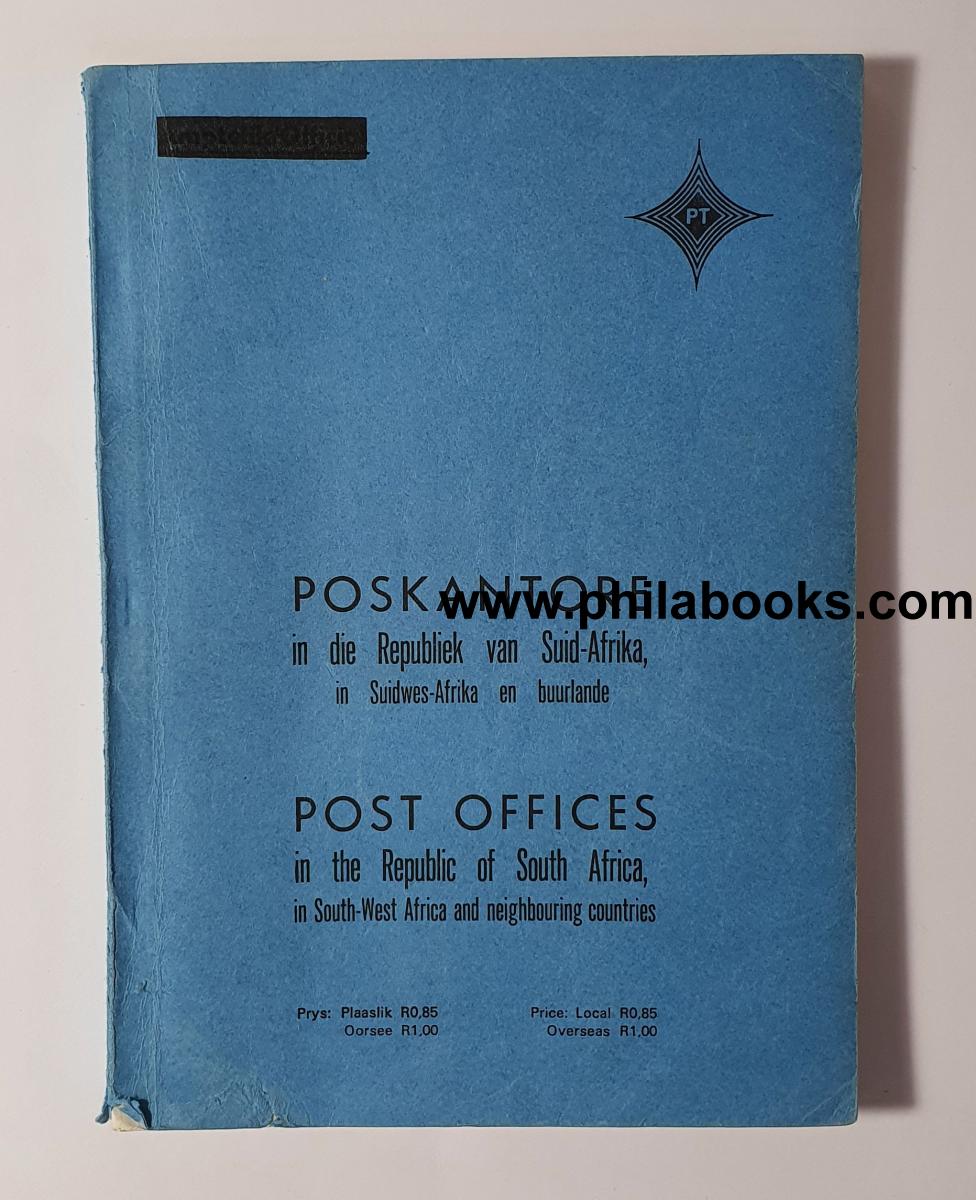 PT
POSKANTORE
www.philabooks.com
in die Republiek van Suid-Afrika,
in Suidwes-Afrika en buurlande
POST OFFICES
in the Republic of South Africa,
in South-West Africa and neighbouring countries
Prys: Plaaslik R0,85
Oorsee R1,00
Price: Local R0,85
Overseas R1,00